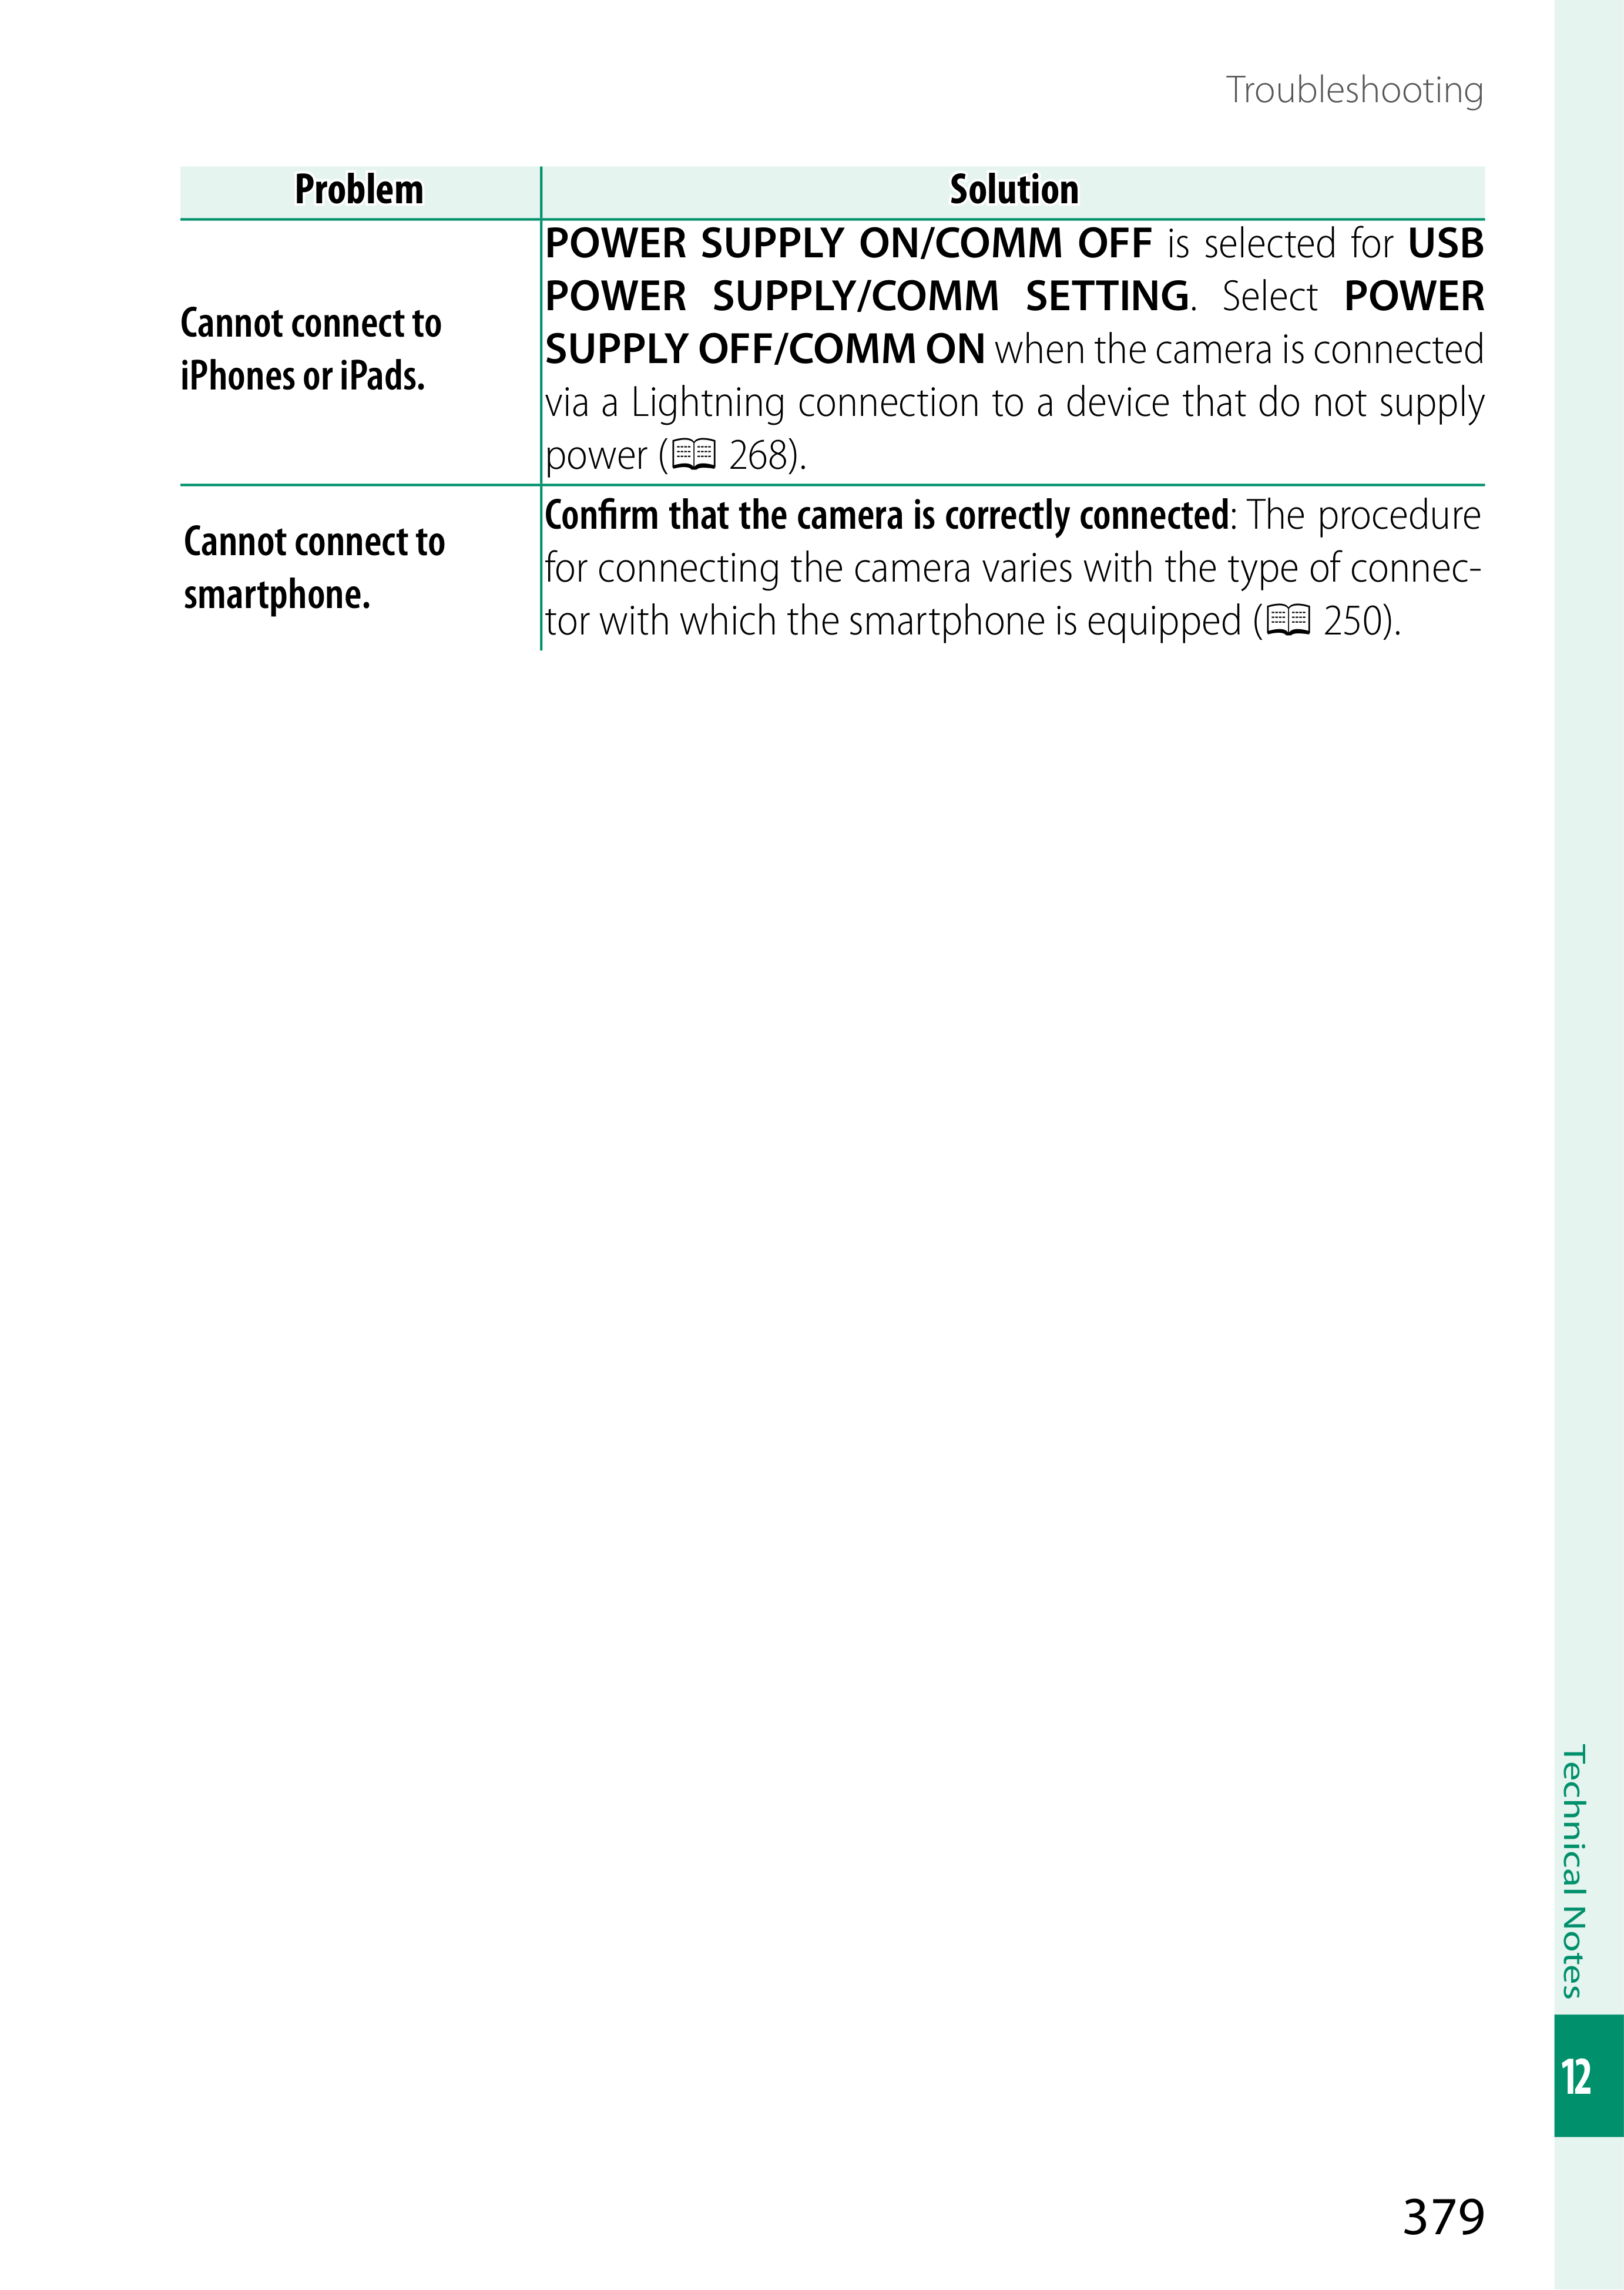 Troubleshooting
Problem
Solution
Cannot connect to
iPhones or iPads.
POWER SUPPLY ON/COMM OFF is selected for USB
POWER SUPPLY/COMM SETTING. Select POWER
SUPPLY OFF/COMM ON when the camera is connected
via a Lightning connection to a device that do not supply
power (📖 268).
Cannot connect to
smartphone.
Confirm that the camera is correctly connected: The procedure
for connecting the camera varies with the type of connec-
tor with which the smartphone is equipped (📖 250).
Technical Notes
12
379